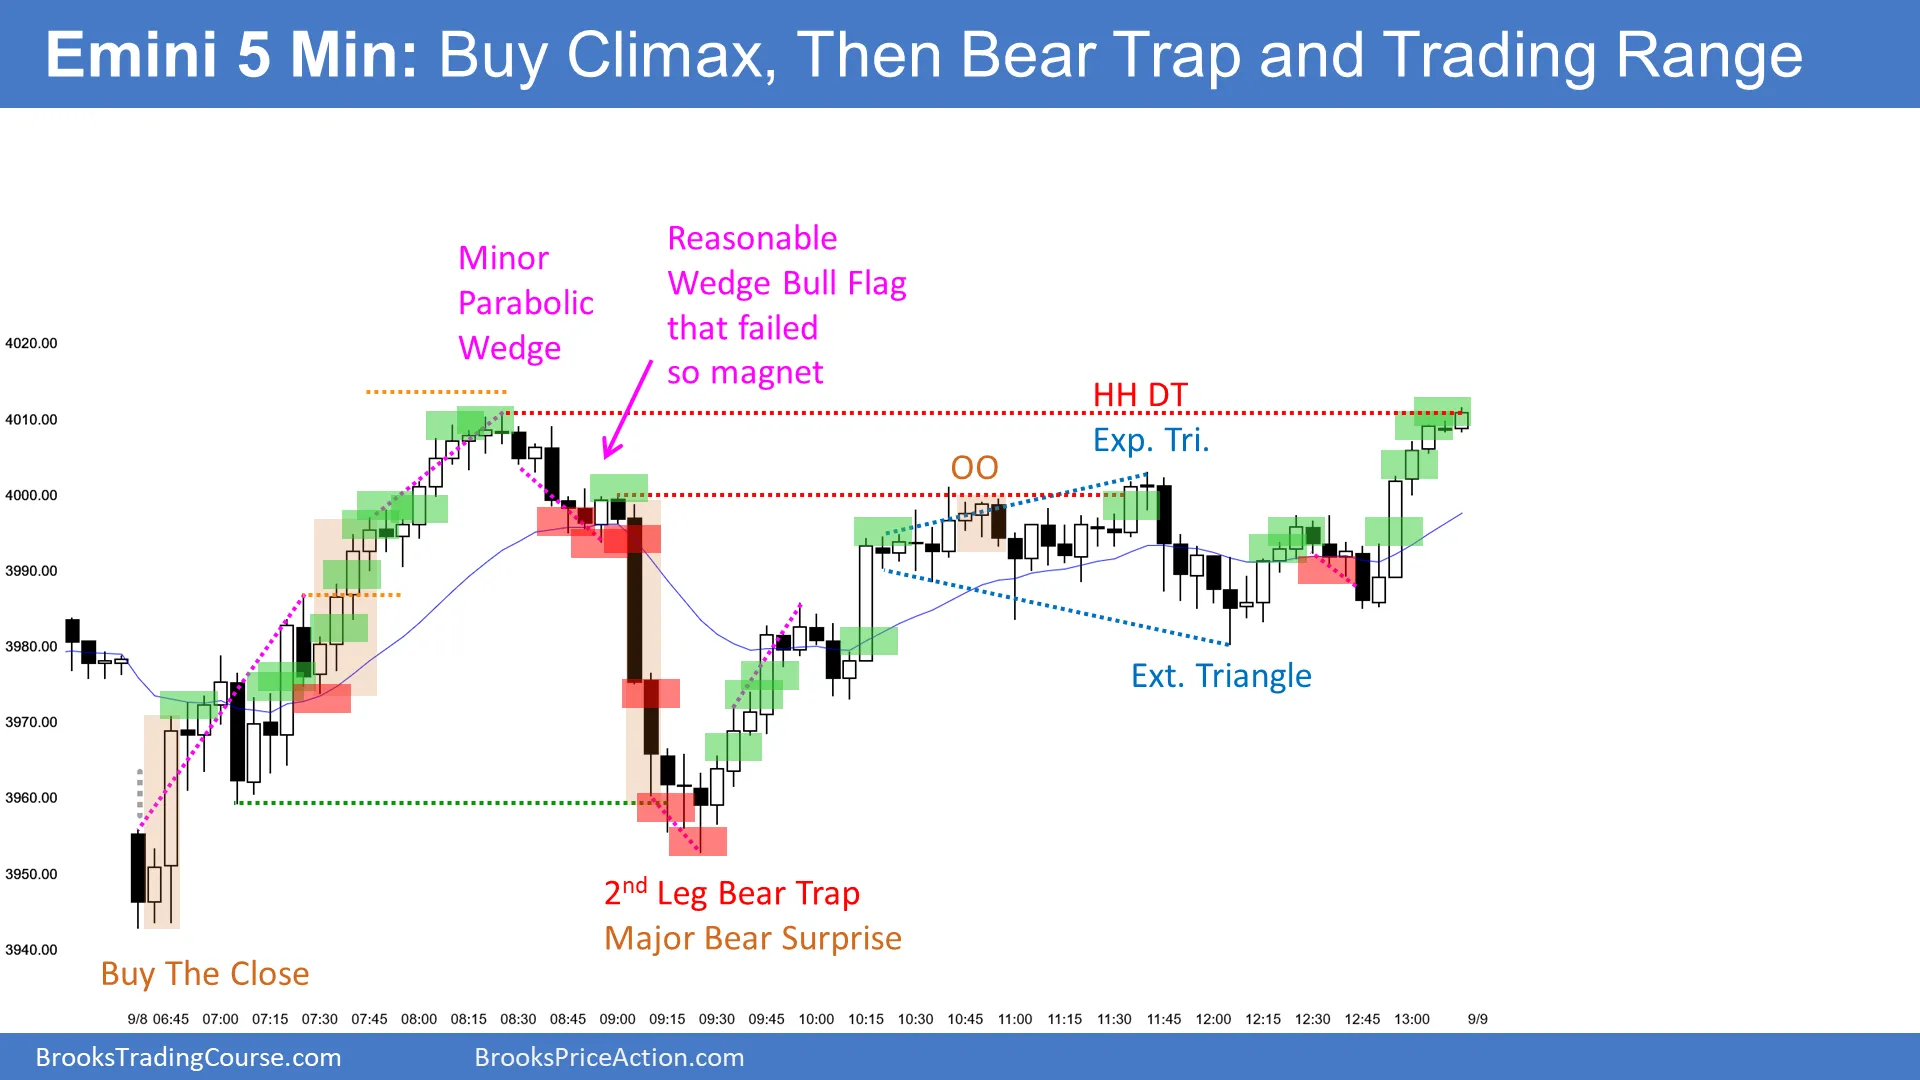 Emini 5 Min: Buy Climax, Then Bear Trap and Trading Range
Minor
Parabolic
Wedge
Reasonable
Wedge Bull Flag
that failed
so magnet
HH DT
Exp. Tri.
OO
Ext. Triangle
2nd Leg Bear Trap
Major Bear Surprise
Buy The Close
4020.00
4010.00
4000.00
3990.00
3980.00
3970.00
3960.00
3950.00
3940.00
9/8 06:45 07:00 07:15 07:30 07:45 08:00 08:15 08:30 08:45 09:00 09:15 09:30 09:45 10:00 10:15 10:30 10:45 11:00 11:15 11:30 11:45 12:00 12:15 12:30 12:45 13:00 9/9
BrooksTradingCourse.com BrooksPriceAction.com